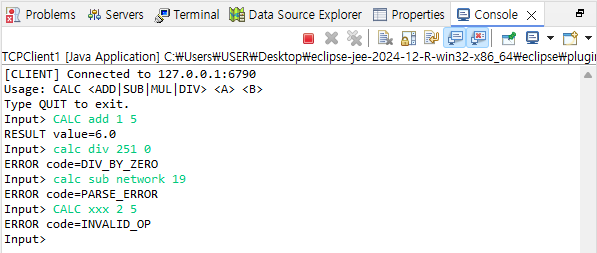 Problems Servers Terminal Data Source Explorer Properties Console
TCPClient1 [Java Application] C:₩Users₩USER₩Desktop₩eclipse-jee-2024-12-R-win32-x86_64₩eclipse₩plugin
[CLIENT] Connected to 127.0.0.1:6790
Usage: CALC <ADD|SUB|MUL|DIV> <A> <B>
Type QUIT to exit.
Input> CALC add 1 5
RESULT value=6.0
Input> calc div 251 0
ERROR code=DIV_BY_ZERO
Input> calc sub network 19
ERROR code=PARSE_ERROR
Input> CALC xxx 2 5
ERROR code=INVALID_OP
Input>